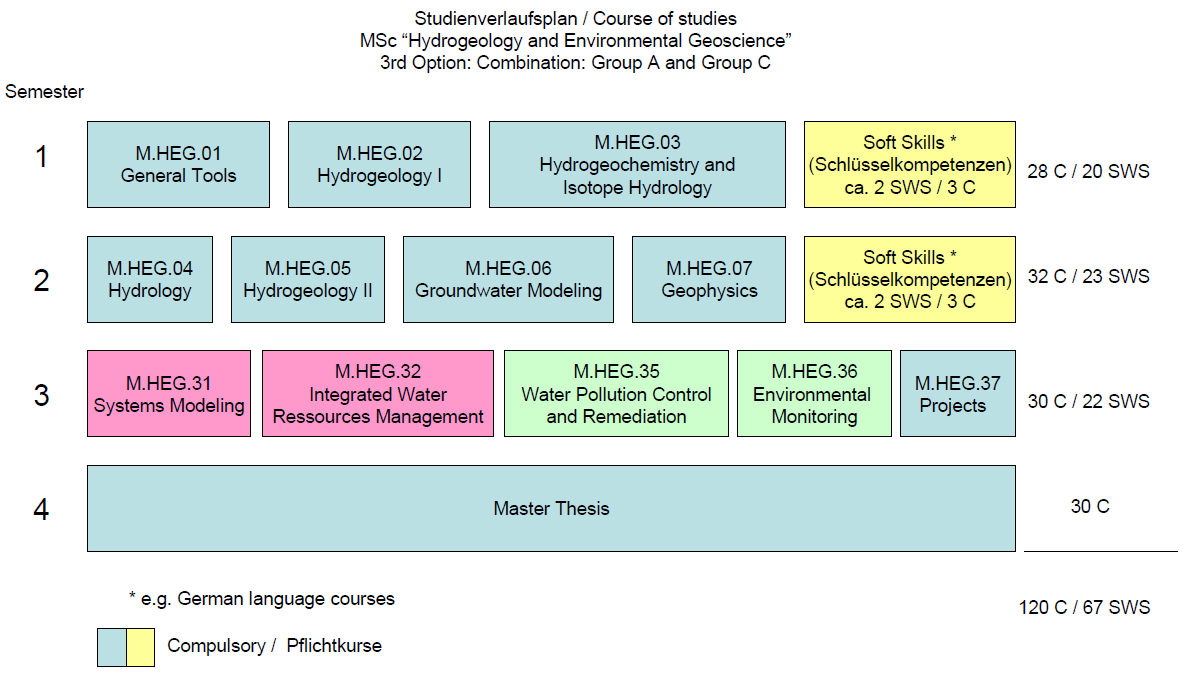 Studienverlaufsplan / Course of studies
MSc “Hydrogeology and Environmental Geoscience”
3rd Option: Combination: Group A and Group C
Semester
1
M.HEG.01
General Tools
M.HEG.02
Hydrogeology I
M.HEG.03
Hydrogeochemistry and
Isotope Hydrology
Soft Skills *
(Schlüsselkompetenzen)
ca. 2 SWS / 3 C
28 C / 20 SWS
2
M.HEG.04
Hydrology
M.HEG.05
Hydrogeology II
M.HEG.06
Groundwater Modeling
M.HEG.07
Geophysics
Soft Skills *
(Schlüsselkompetenzen)
ca. 2 SWS / 3 C
32 C / 23 SWS
3
M.HEG.31
Systems Modeling
M.HEG.32
Integrated Water
Ressources Management
M.HEG.35
Water Pollution Control
and Remediation
M.HEG.36
Environmental
Monitoring
M.HEG.37
Projects
30 C / 22 SWS
4
Master Thesis
30 C
* e.g. German language courses
120 C / 67 SWS
Compulsory / Pflichtkurse